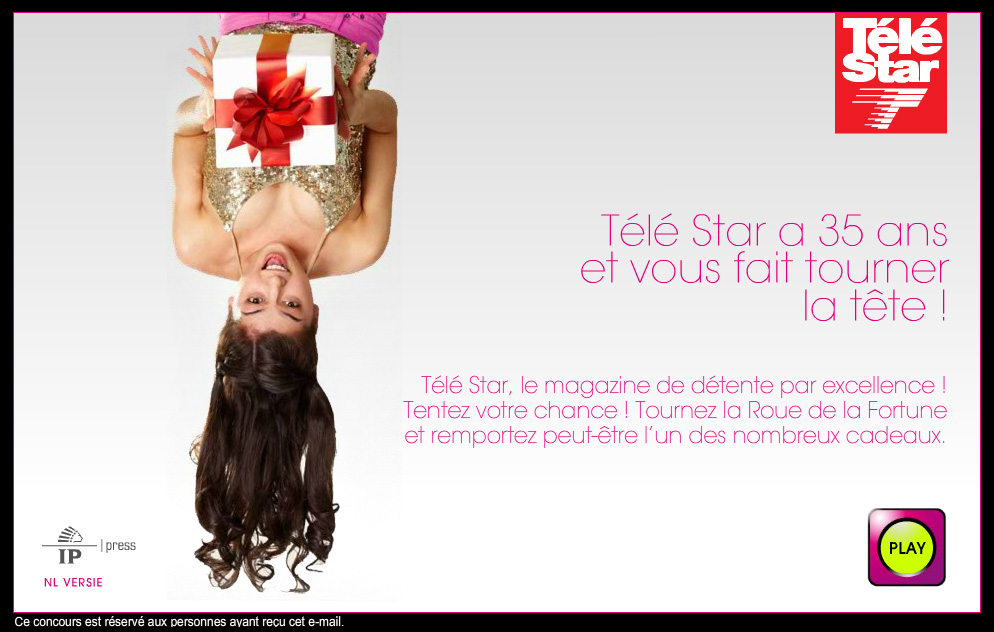 Télé
Star
Télé Star a 35 ans
et vous fait tourner
la tête !
Télé Star, le magazine de détente par excellence !
Tentez votre chance ! Tournez la Roue de la Fortune
et remportez peut-être l'un des nombreux cadeaux.
IP | press
NL VERSIE
PLAY
Ce concours est réservé aux personnes ayant reçu cet e-mail.